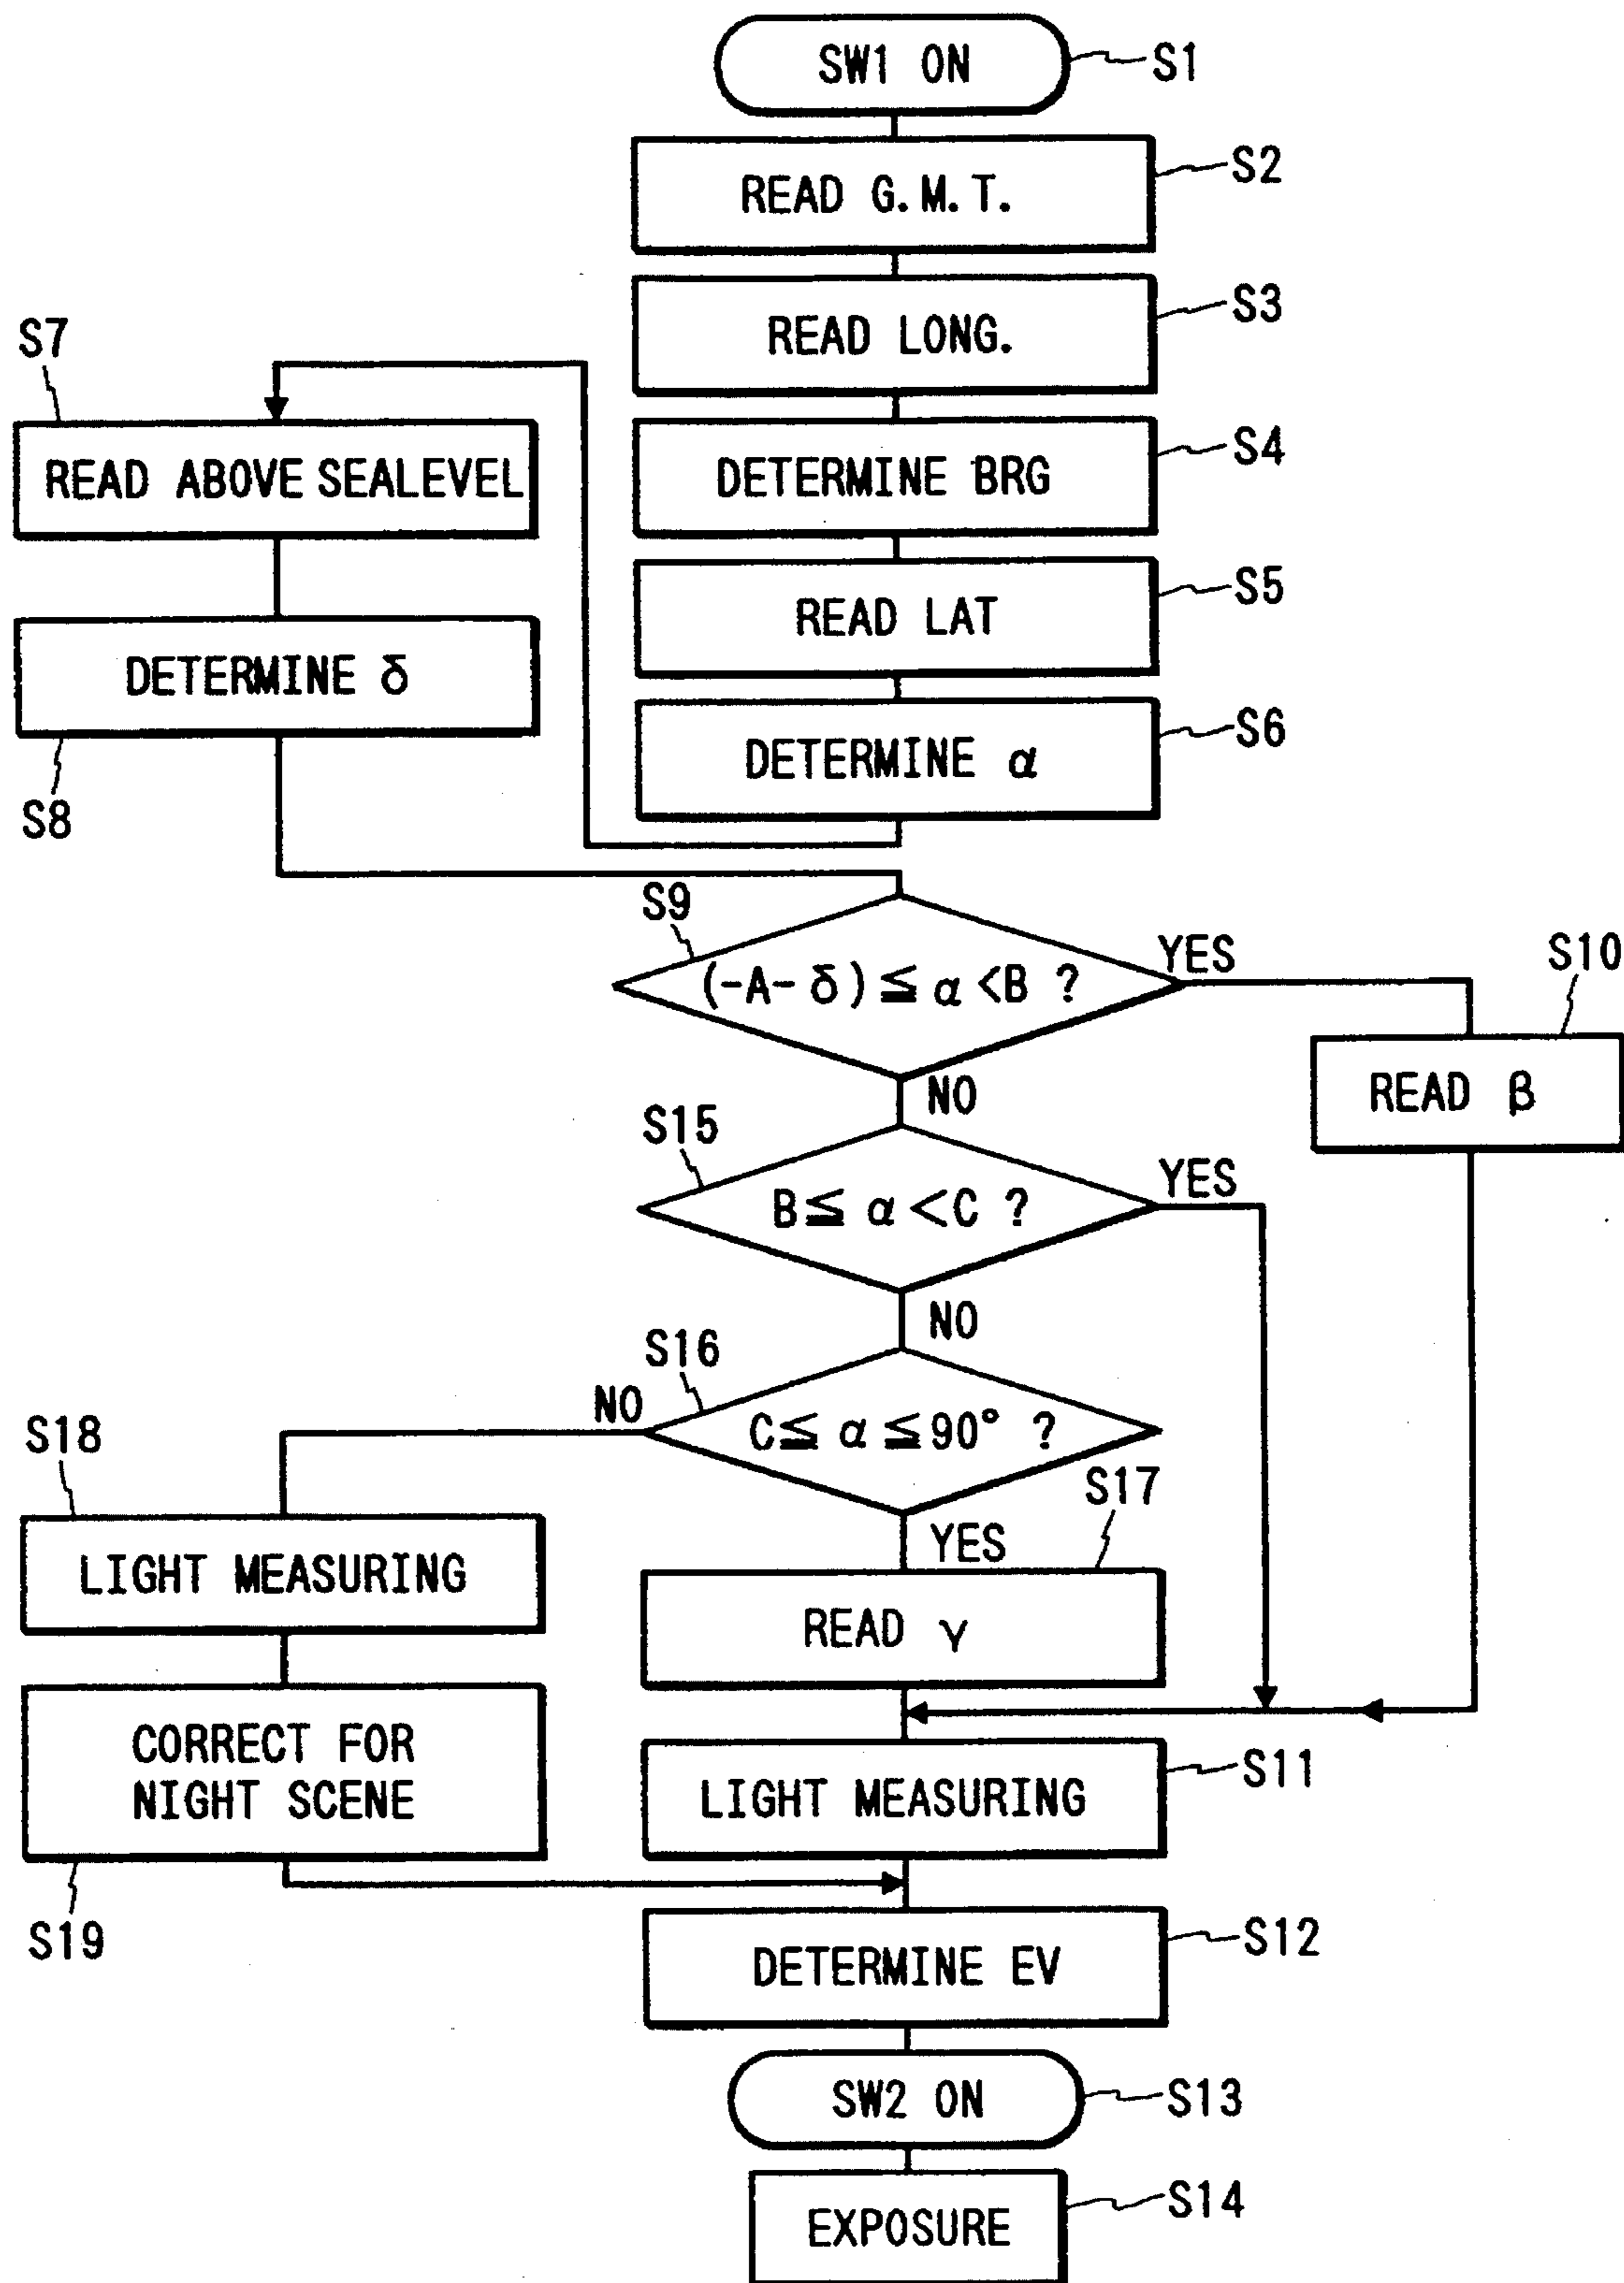 SW1 ON
S1
READ G.M.T.
S2
READ LONG.
S3
DETERMINE BRG
S4
READ LAT
S5
DETERMINE α
S6
S7
READ ABOVE SEALEVEL
DETERMINE δ
S8
S9
(-A-δ)≦α<B ?
YES
NO
S10
READ β
S15
B≦α<C ?
YES
NO
S16
C≦α≦90° ?
NO
YES
S17
READ γ
S18
LIGHT MEASURING
CORRECT FOR
NIGHT SCENE
S19
LIGHT MEASURING
S11
DETERMINE EV
S12
SW2 ON
S13
EXPOSURE
S14